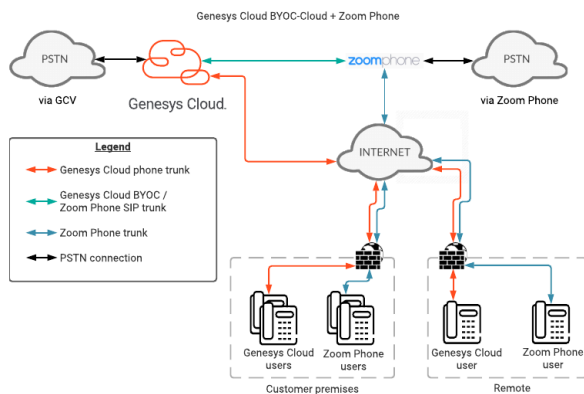 Genesys Cloud BYOC-Cloud + Zoom Phone
PSTN
via GCV
Genesys Cloud.
zoomphone
PSTN
via Zoom Phone
INTERNET
Legend
Genesys Cloud phone trunk
Genesys Cloud BYOC /
Zoom Phone SIP trunk
Zoom Phone trunk
PSTN connection
Genesys Cloud
users
Zoom Phone
users
Customer premises
Genesys Cloud
user
Zoom Phone
user
Remote